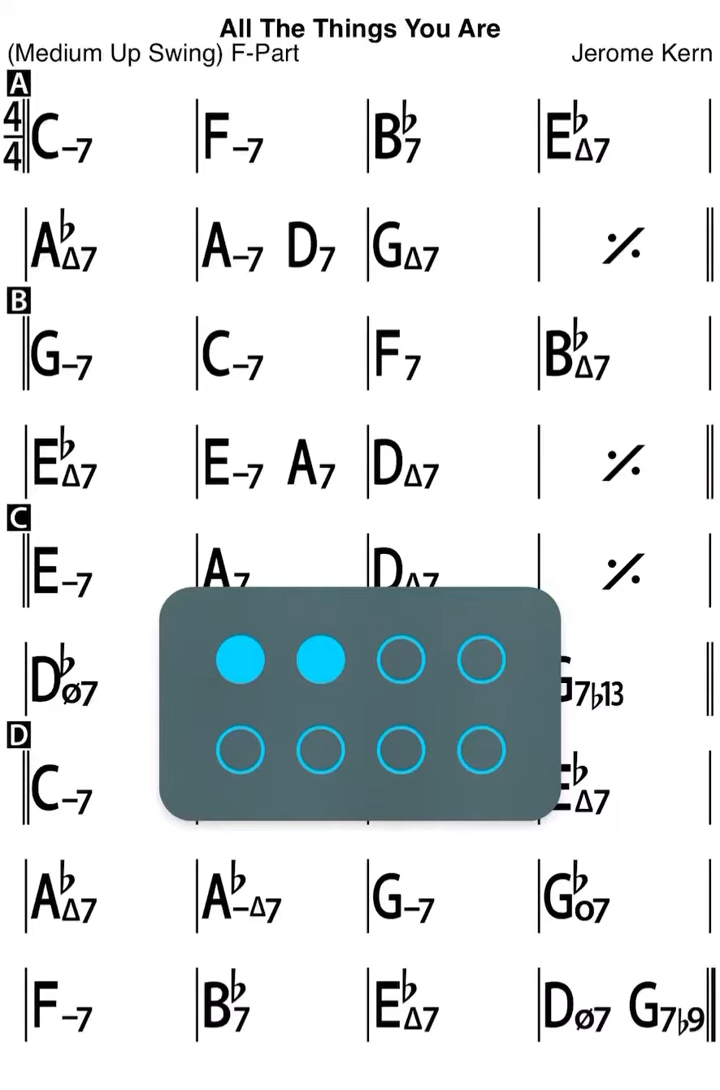 All The Things You Are
(Medium Up Swing) F-Part Jerome Kern
A
4/4 C–7 F–7 B♭7 E♭Δ7
A♭Δ7 A–7 D7 GΔ7 𝄎
B
G–7 C–7 F7 B♭Δ7
E♭Δ7 E–7 A7 DΔ7 𝄎
C
E–7 A7 DΔ7 𝄎
D♭ø7 G7♭13
D
C–7 E♭Δ7
A♭Δ7 A♭–Δ7 G–7 G♭o7
F–7 B♭7 E♭Δ7 Dø7 G7♭9